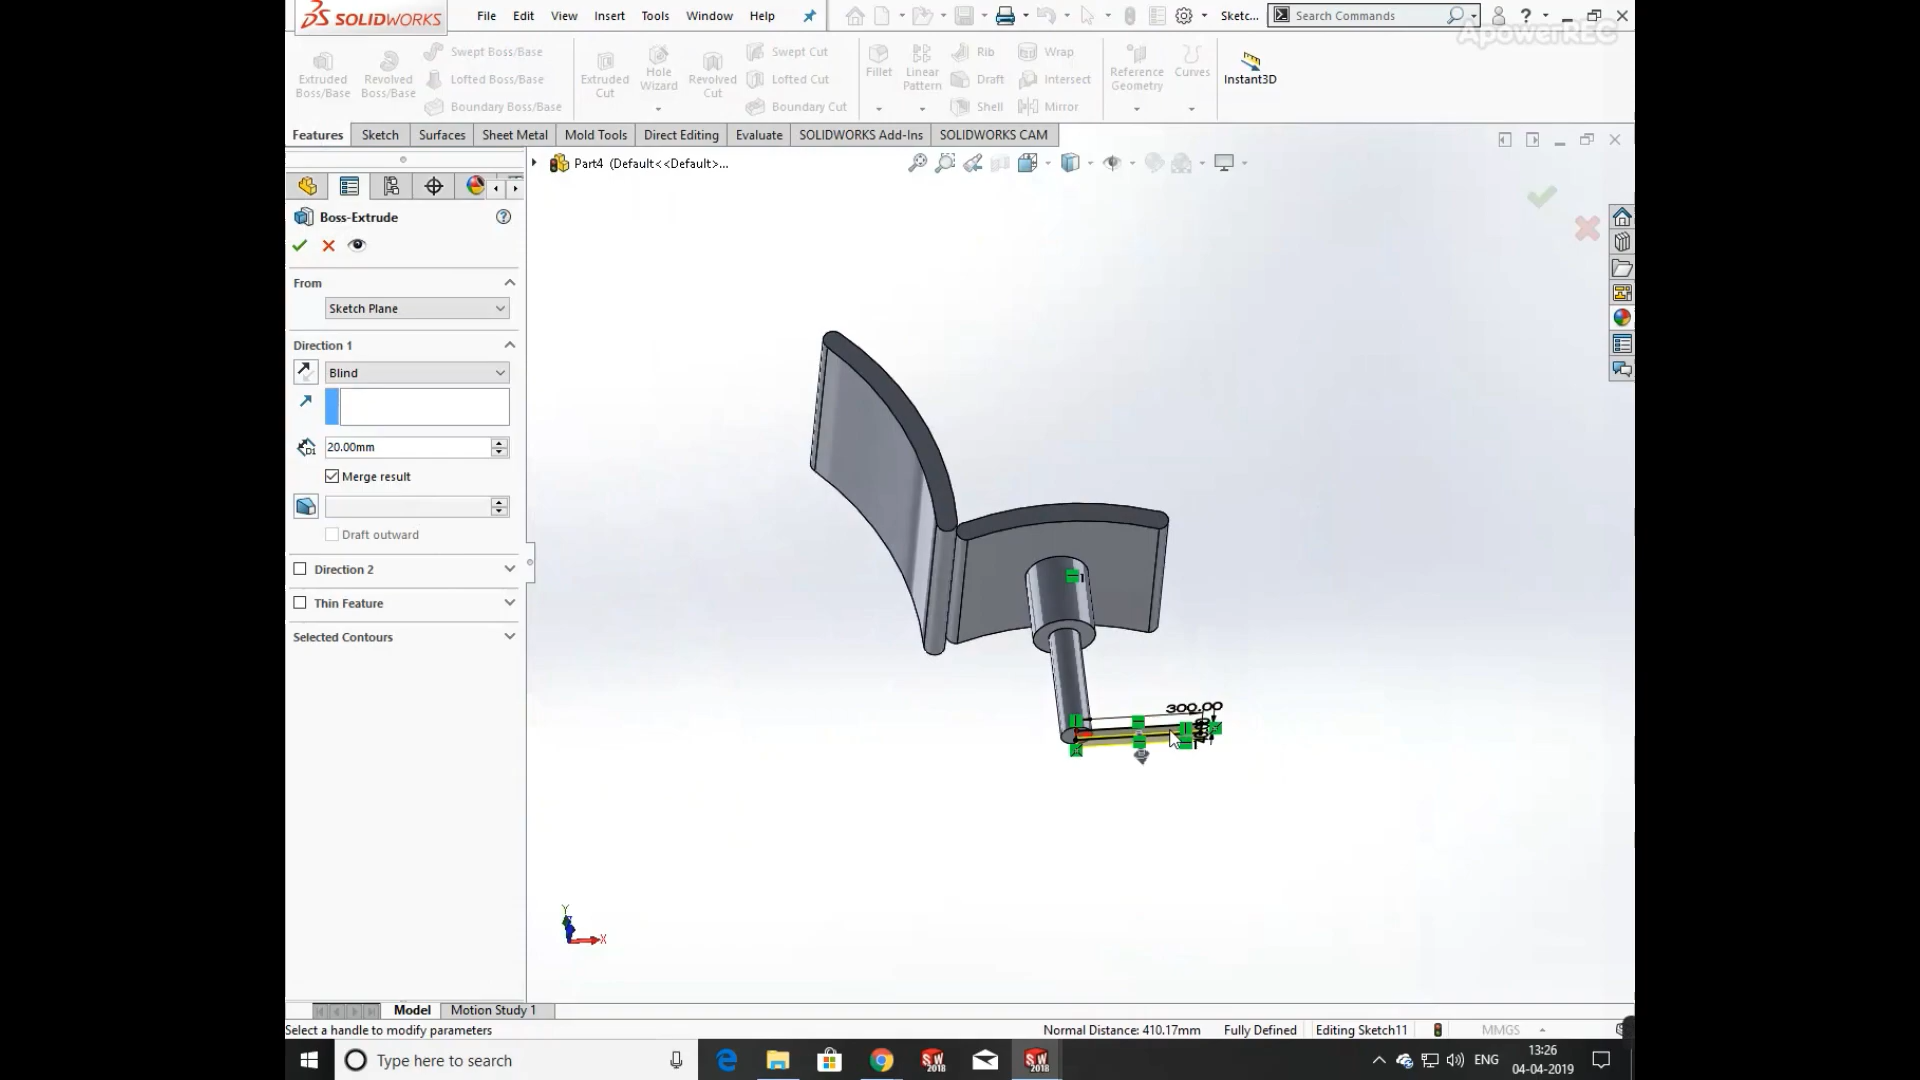 SOLIDWORKS File Edit View Insert Tools Window Help Sketc... Search Commands ?
ApowerREC
Extruded Boss/Base
Revolved Boss/Base
Swept Boss/Base
Lofted Boss/Base
Boundary Boss/Base
Extruded Cut
Hole Wizard
Revolved Cut
Swept Cut
Lofted Cut
Boundary Cut
Fillet
Linear Pattern
Rib
Draft
Shell
Wrap
Intersect
Mirror
Reference Geometry
Curves
Instant3D
Features Sketch Surfaces Sheet Metal Mold Tools Direct Editing Evaluate SOLIDWORKS Add-Ins SOLIDWORKS CAM
Part4 (Default<<Default>...
Boss-Extrude
From
Sketch Plane
Direction 1
Blind
20.00mm
Merge result
Draft outward
Direction 2
Thin Feature
Selected Contours
1
300.00
Y
X
Model Motion Study 1
Select a handle to modify parameters Normal Distance: 410.17mm Fully Defined Editing Sketch11 MMGS
Type here to search
SW 2018
SW 2018
ENG
13:26
04-04-2019